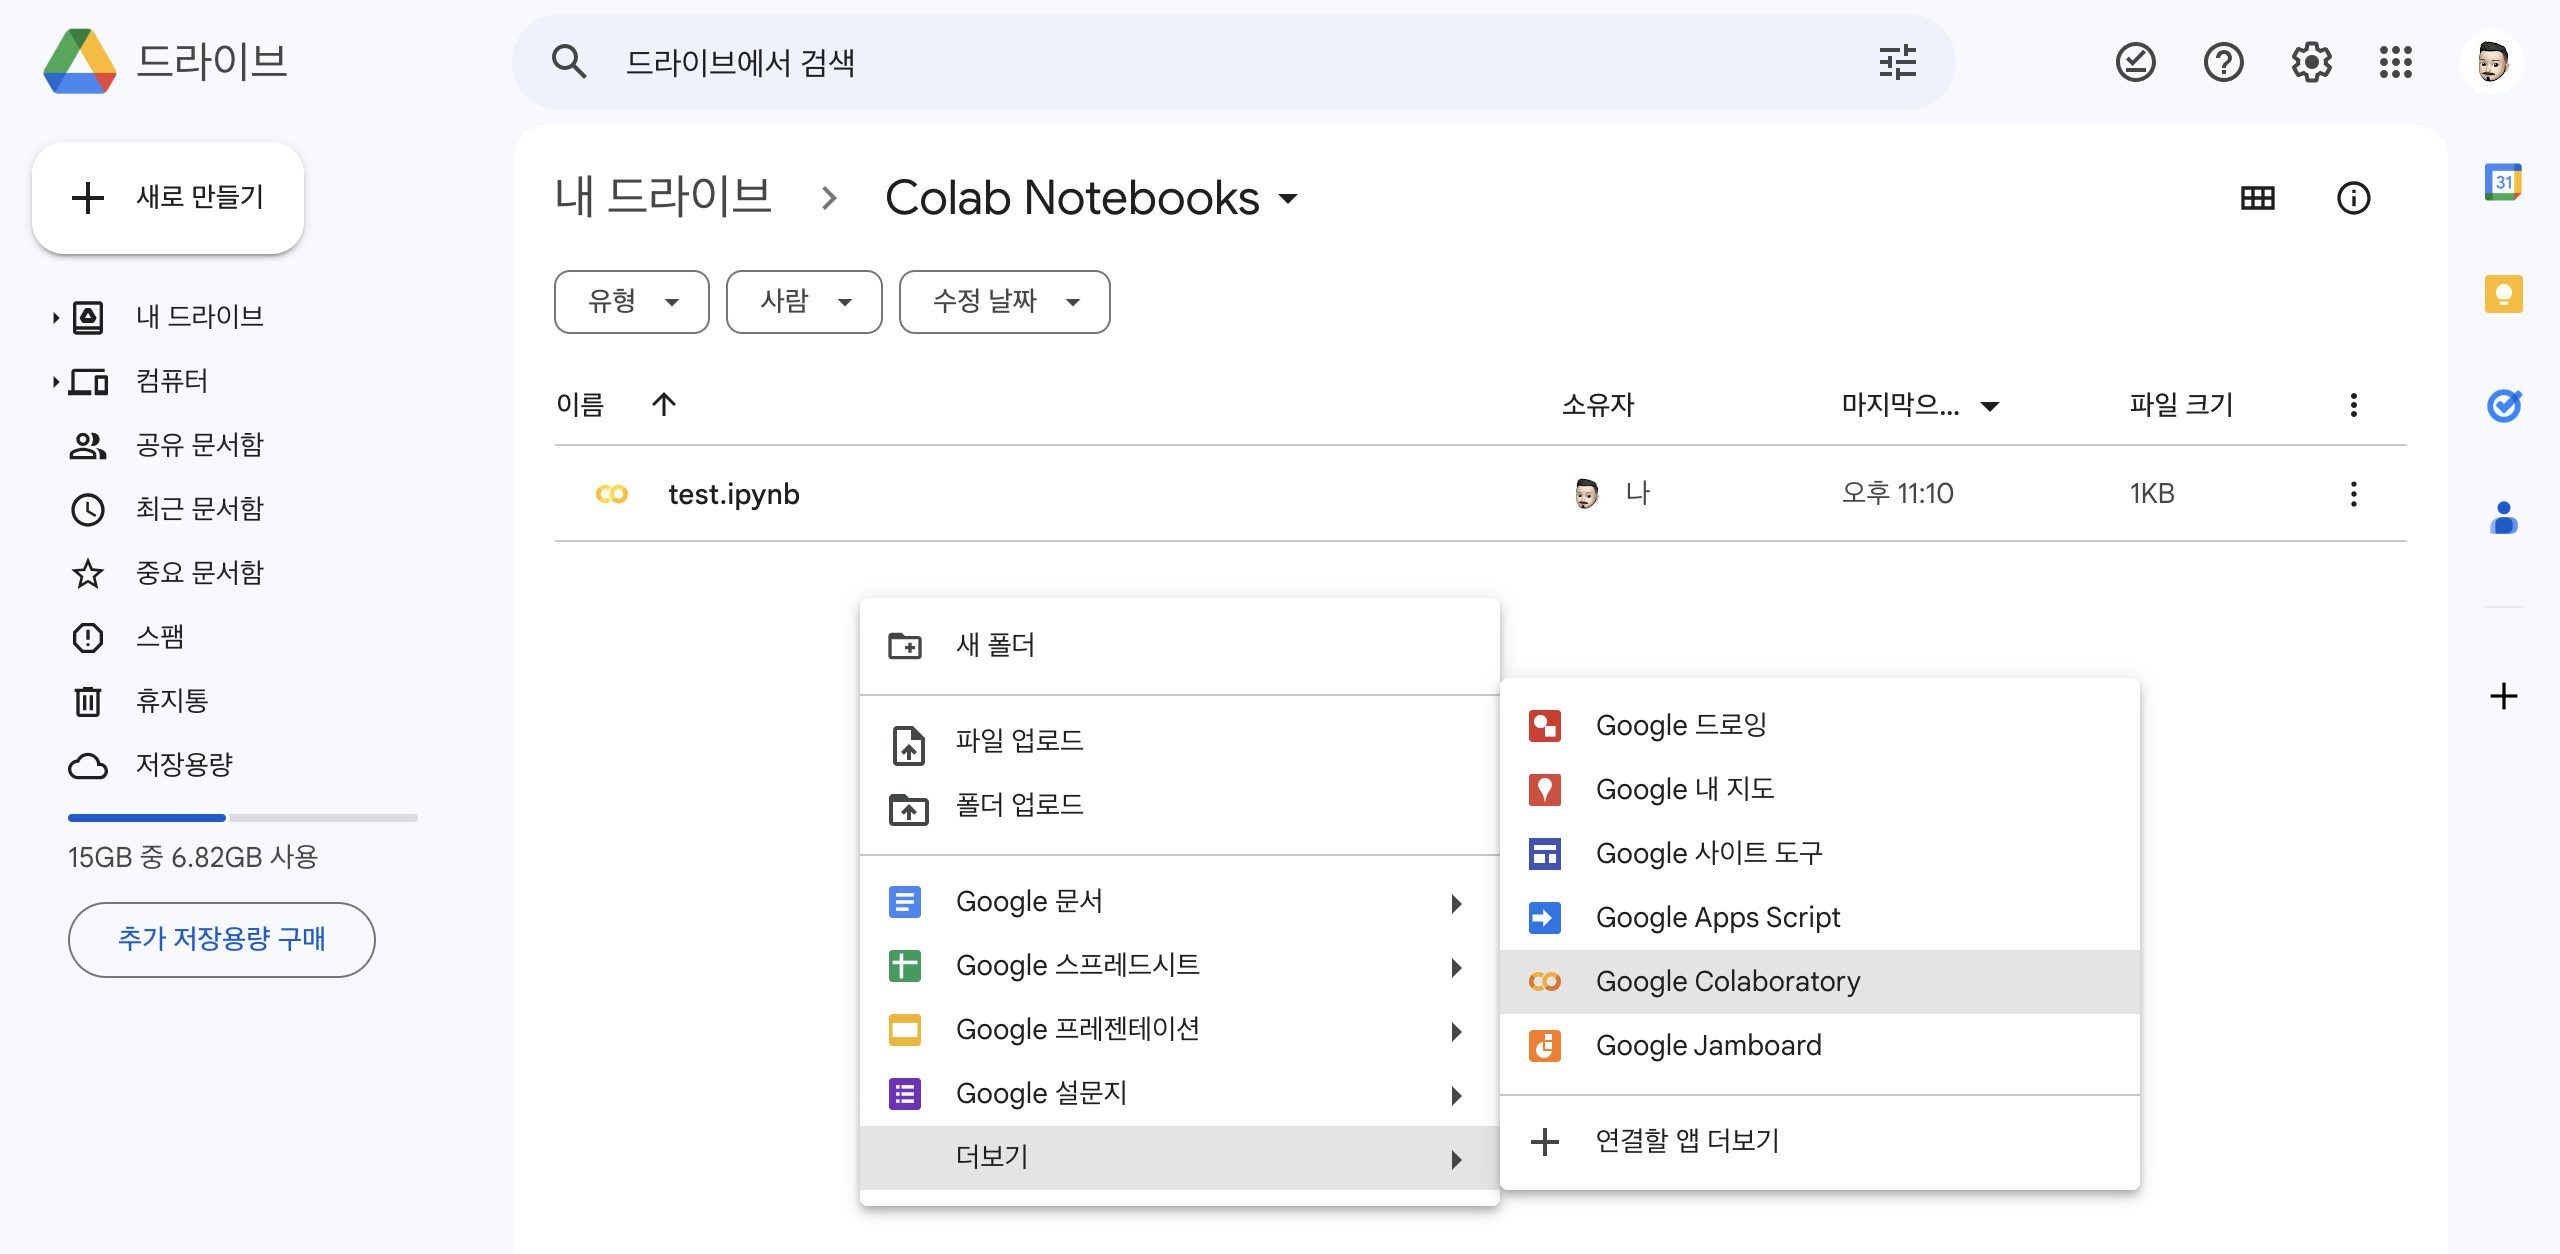 드라이브
드라이브에서 검색
새로 만들기
내 드라이브
컴퓨터
공유 문서함
최근 문서함
중요 문서함
스팸
휴지통
저장용량
15GB 중 6.82GB 사용
추가 저장용량 구매
내 드라이브 > Colab Notebooks
유형 사람 수정 날짜
이름 소유자 마지막으... 파일 크기
test.ipynb 나 오후 11:10 1KB
새 폴더
파일 업로드
폴더 업로드
Google 문서
Google 스프레드시트
Google 프레젠테이션
Google 설문지
더보기
Google 드로잉
Google 내 지도
Google 사이트 도구
Google Apps Script
Google Colaboratory
Google Jamboard
연결할 앱 더보기
31